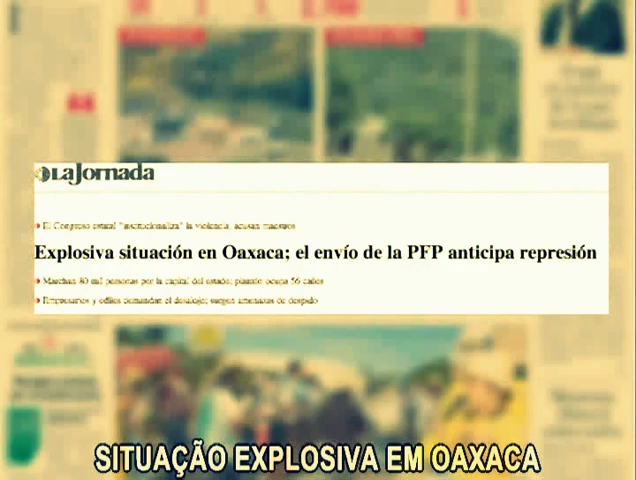 La Jornada
El Congreso estatal "institucionaliza" la violencia, acusan maestros
Explosiva situación en Oaxaca; el envío de la PFP anticipa represión
Marchan 80 mil personas por la capital del estado; plantón ocupa 56 calles
Empresarios y ediles demandan el desalojo; surgen amenazas de despido
SITUAÇÃO EXPLOSIVA EM OAXACA